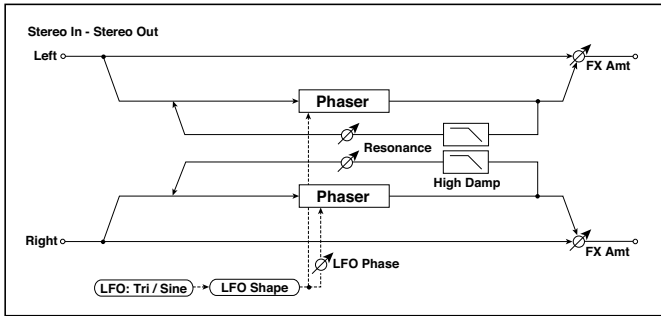 Stereo In - Stereo Out
Left
FX Amt
Phaser
Resonance
High Damp
Phaser
Right
FX Amt
LFO Phase
LFO: Tri / Sine
LFO Shape